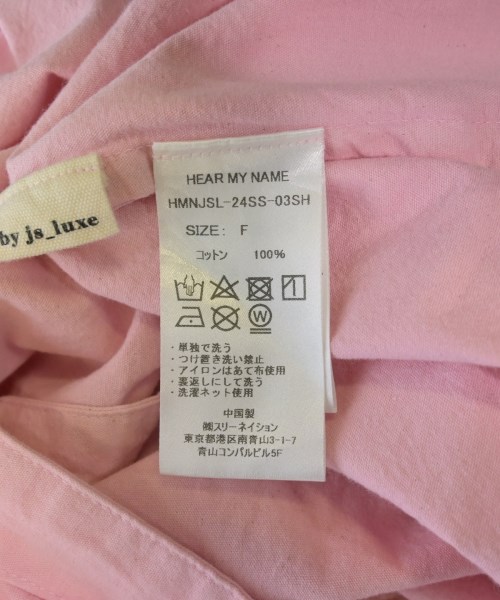 by js_luxe
HEAR MY NAME
HMNJSL-24SS-03SH
SIZE: F
コットン 100%
W
・単独で洗う
・つけ置き洗い禁止
・アイロンはあて布使用
・裏返しにして洗う
・洗濯ネット使用
中国製
㈱スリーネイション
東京都港区南青山3-1-7
青山コンパルビル5F